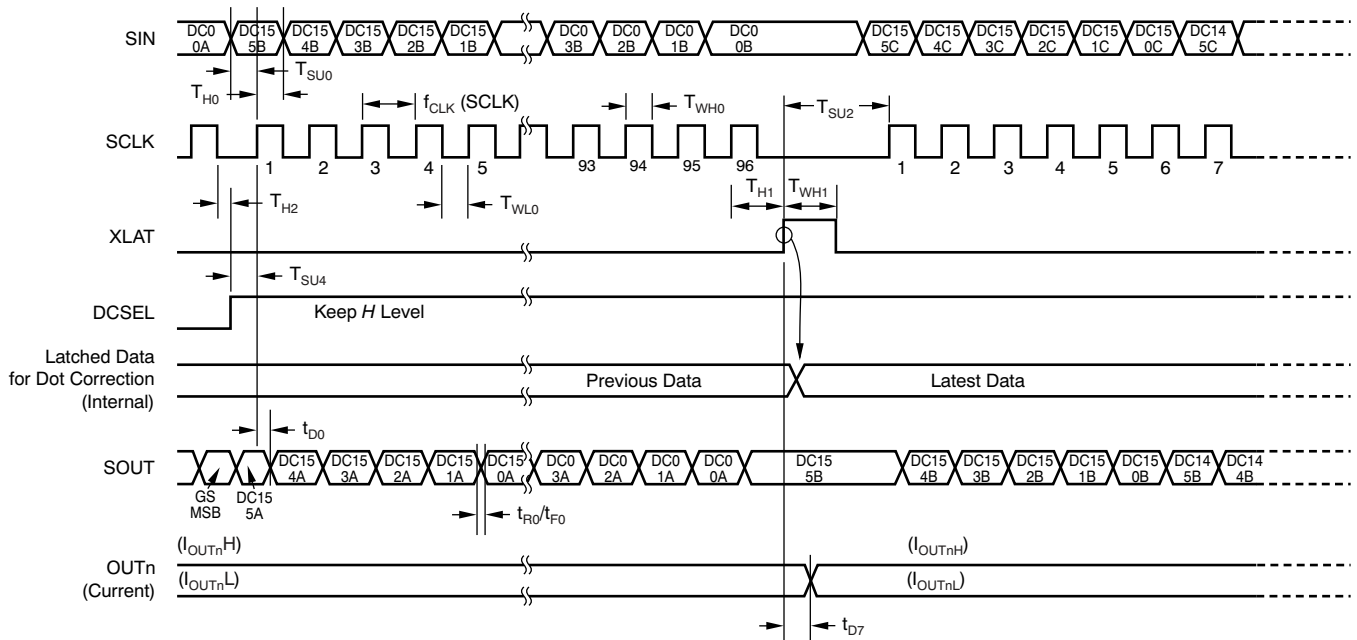 SIN
DC0 0A
DC15 5B
DC15 4B
DC15 3B
DC15 2B
DC15 1B
DC0 3B
DC0 2B
DC0 1B
DC0 0B
DC15 5C
DC15 4C
DC15 3C
DC15 2C
DC15 1C
DC15 0C
DC14 5C
TSU0
TH0
fCLK (SCLK)
TWH0
TSU2
SCLK
1 2 3 4 5 93 94 95 96 1 2 3 4 5 6 7
TH2
TWL0
TH1
TWH1
XLAT
TSU4
DCSEL
Keep H Level
Latched Data
for Dot Correction
(Internal)
Previous Data
Latest Data
tD0
SOUT
DC15 4A
DC15 3A
DC15 2A
DC15 1A
DC15 0A
DC0 3A
DC0 2A
DC0 1A
DC0 0A
DC15 5B
DC15 4B
DC15 3B
DC15 2B
DC15 1B
DC15 0B
DC14 5B
DC14 4B
GS MSB
DC15 5A
tR0/tF0
(IOUTnH)
(IOUTnH)
OUTn
(Current)
(IOUTnL)
(IOUTnL)
tD7